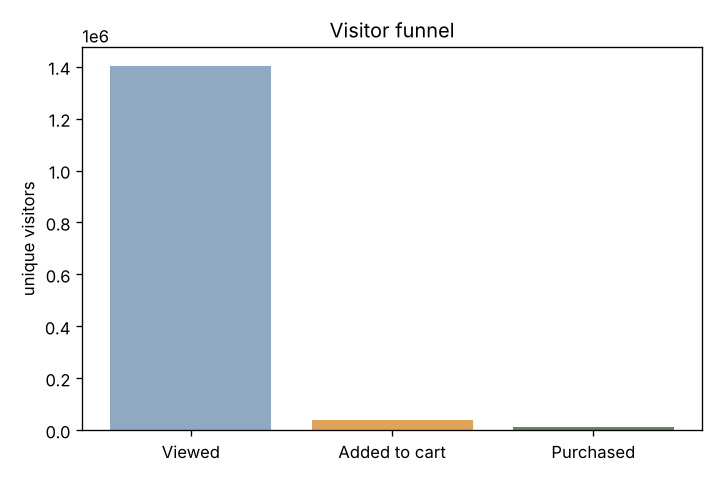 Visitor funnel
1e6
unique visitors
1.4
1.2
1.0
0.8
0.6
0.4
0.2
0.0
Viewed
Added to cart
Purchased